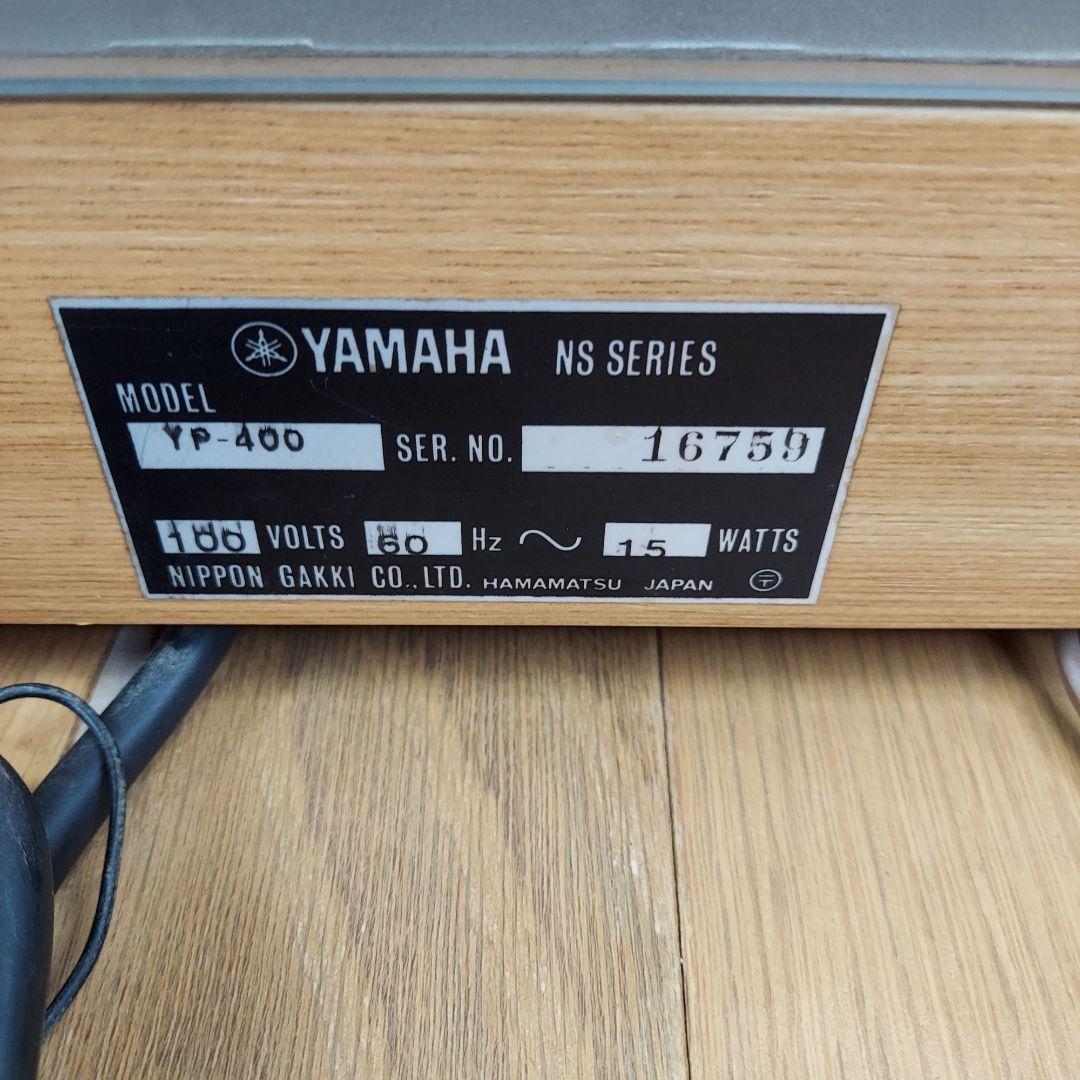 YAMAHA NS SERIES
MODEL
YP-400 SER. NO. 16759
100 VOLTS 60 Hz ~ 15 WATTS
NIPPON GAKKI CO., LTD. HAMAMATSU JAPAN 〒